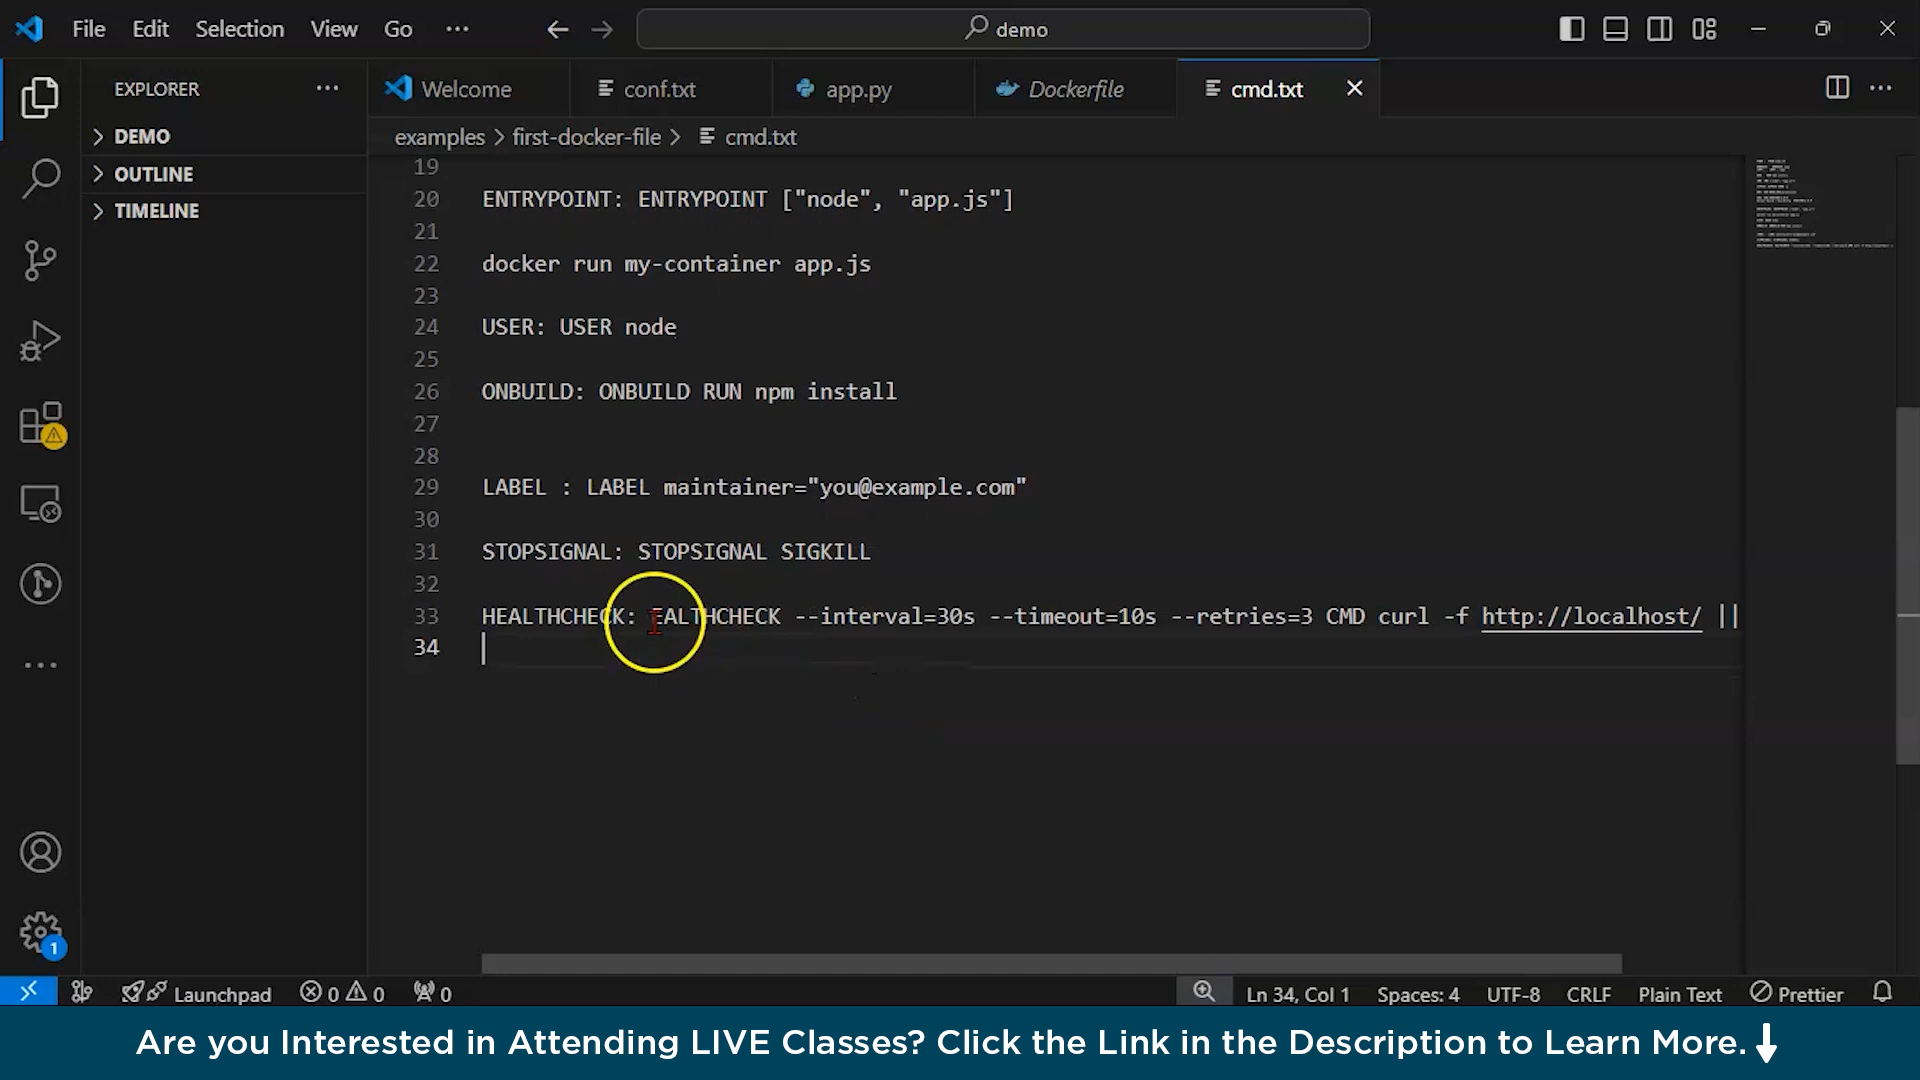 File Edit Selection View Go ··· demo
EXPLORER ···
Welcome conf.txt app.py Dockerfile cmd.txt
DEMO
OUTLINE
TIMELINE
examples > first-docker-file > cmd.txt
19
20 ENTRYPOINT: ENTRYPOINT ["node", "app.js"]
21
22 docker run my-container app.js
23
24 USER: USER node
25
26 ONBUILD: ONBUILD RUN npm install
27
28
29 LABEL : LABEL maintainer="you@example.com"
30
31 STOPSIGNAL: STOPSIGNAL SIGKILL
32
33 HEALTHCHECK: EALTHCHECK --interval=30s --timeout=10s --retries=3 CMD curl -f http://localhost/ ||
34
1
Launchpad 0 0 0 Ln 34, Col 1 Spaces: 4 UTF-8 CRLF Plain Text Prettier
Are you Interested in Attending LIVE Classes? Click the Link in the Description to Learn More.